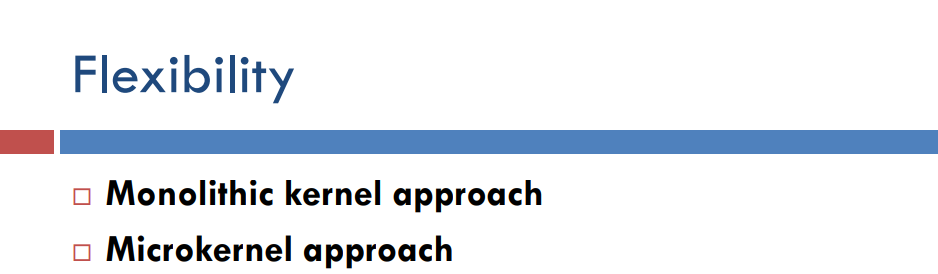 Flexibility
Monolithic kernel approach
Microkernel approach